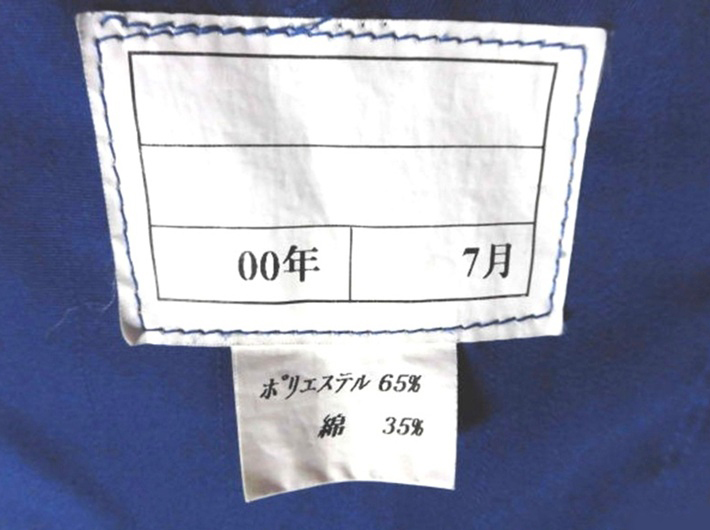 00年 7月
ポリエステル 65%
綿 35%